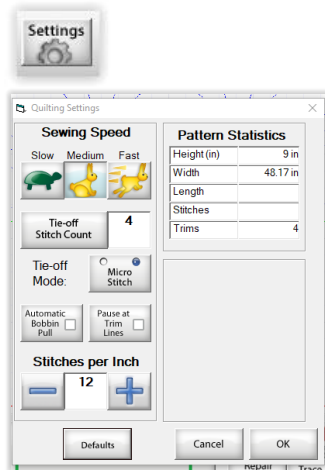 Settings
Quilting Settings
Sewing Speed
Slow Medium Fast
Tie-off
Stitch Count
4
Tie-off
Mode:
Micro
Stitch
Automatic
Bobbin
Pull
Pause at
Trim
Lines
Stitches per Inch
12
Defaults
Pattern Statistics
Height (in) 9 in
Width 48.17 in
Length
Stitches
Trims 4
Cancel
OK
Repair
Trace